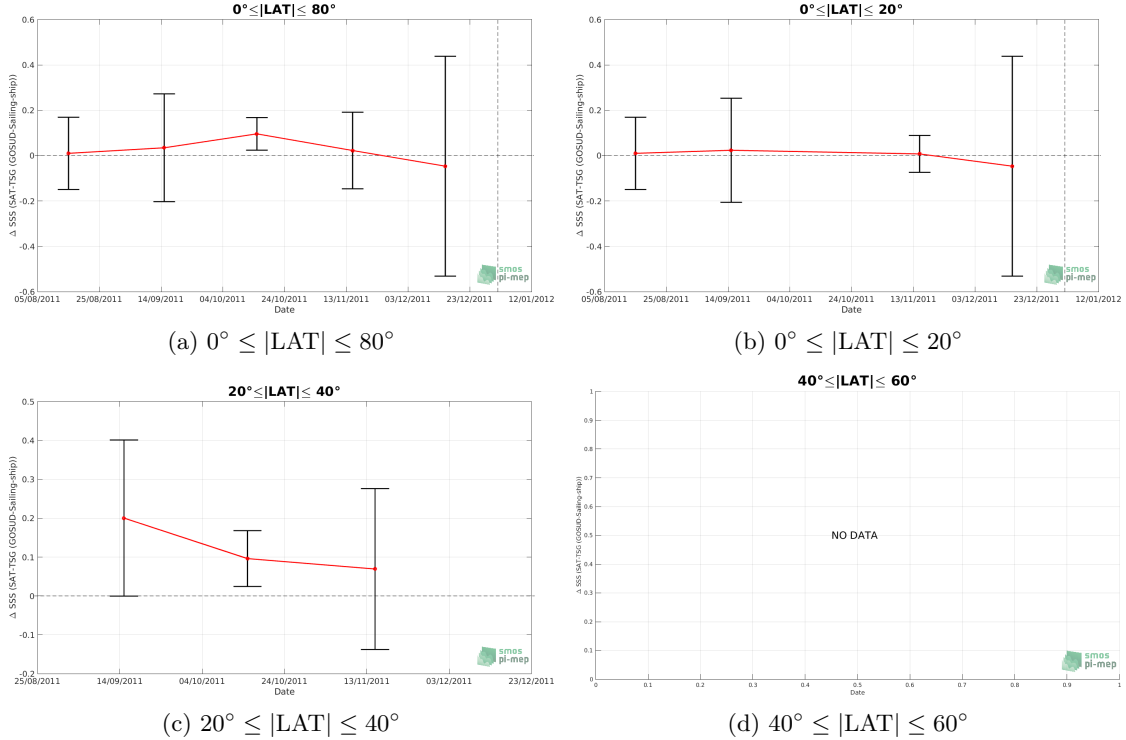 0°≤|LAT|≤ 80°
Δ SSS (SAT-TSG (GOSUD-Sailing-ship))
0.6
0.4
0.2
0
-0.2
-0.4
-0.6
smos
pi-mep
05/08/2011 25/08/2011 14/09/2011 04/10/2011 24/10/2011 13/11/2011 03/12/2011 23/12/2011 12/01/2012
Date
(a) 0° ≤ |LAT| ≤ 80°
0°≤|LAT|≤ 20°
Δ SSS (SAT-TSG (GOSUD-Sailing-ship))
0.6
0.4
0.2
0
-0.2
-0.4
-0.6
smos
pi-mep
05/08/2011 25/08/2011 14/09/2011 04/10/2011 24/10/2011 13/11/2011 03/12/2011 23/12/2011 12/01/2012
Date
(b) 0° ≤ |LAT| ≤ 20°
20°≤|LAT|≤ 40°
Δ SSS (SAT-TSG (GOSUD-Sailing-ship))
0.5
0.4
0.3
0.2
0.1
0
-0.1
-0.2
smos
pi-mep
25/08/2011 14/09/2011 04/10/2011 24/10/2011 13/11/2011 03/12/2011 23/12/2011
Date
(c) 20° ≤ |LAT| ≤ 40°
40°≤|LAT|≤ 60°
Δ SSS (SAT-TSG (GOSUD-Sailing-ship))
1
0.9
0.8
0.7
0.6
0.5
0.4
0.3
0.2
0.1
0
NO DATA
smos
pi-mep
0 0.1 0.2 0.3 0.4 0.5 0.6 0.7 0.8 0.9 1
Date
(d) 40° ≤ |LAT| ≤ 60°